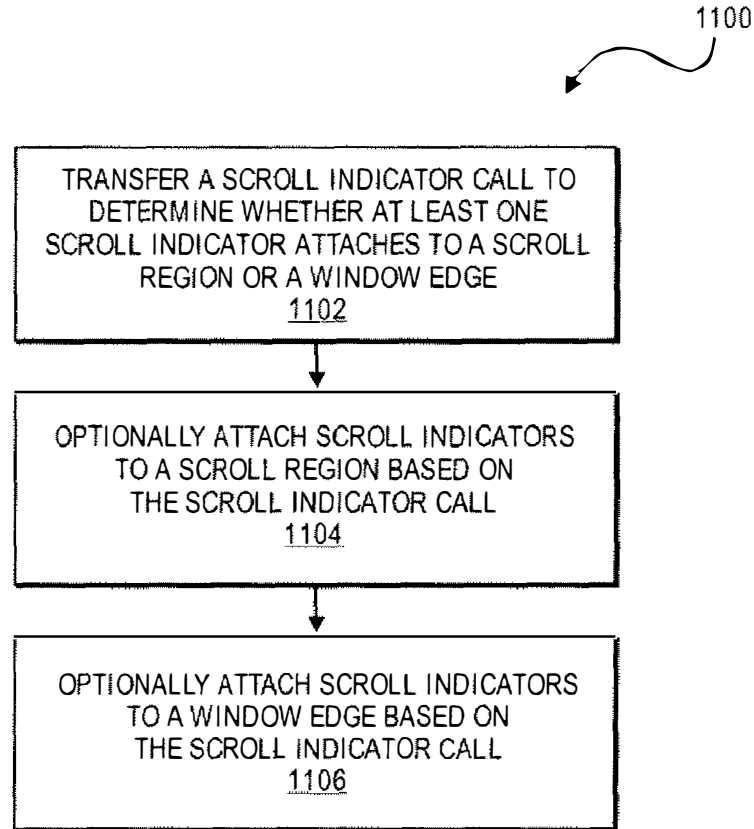 1100
TRANSFER A SCROLL INDICATOR CALL TO
DETERMINE WHETHER AT LEAST ONE
SCROLL INDICATOR ATTACHES TO A SCROLL
REGION OR A WINDOW EDGE
1102
OPTIONALLY ATTACH SCROLL INDICATORS
TO A SCROLL REGION BASED ON
THE SCROLL INDICATOR CALL
1104
OPTIONALLY ATTACH SCROLL INDICATORS
TO A WINDOW EDGE BASED ON
THE SCROLL INDICATOR CALL
1106